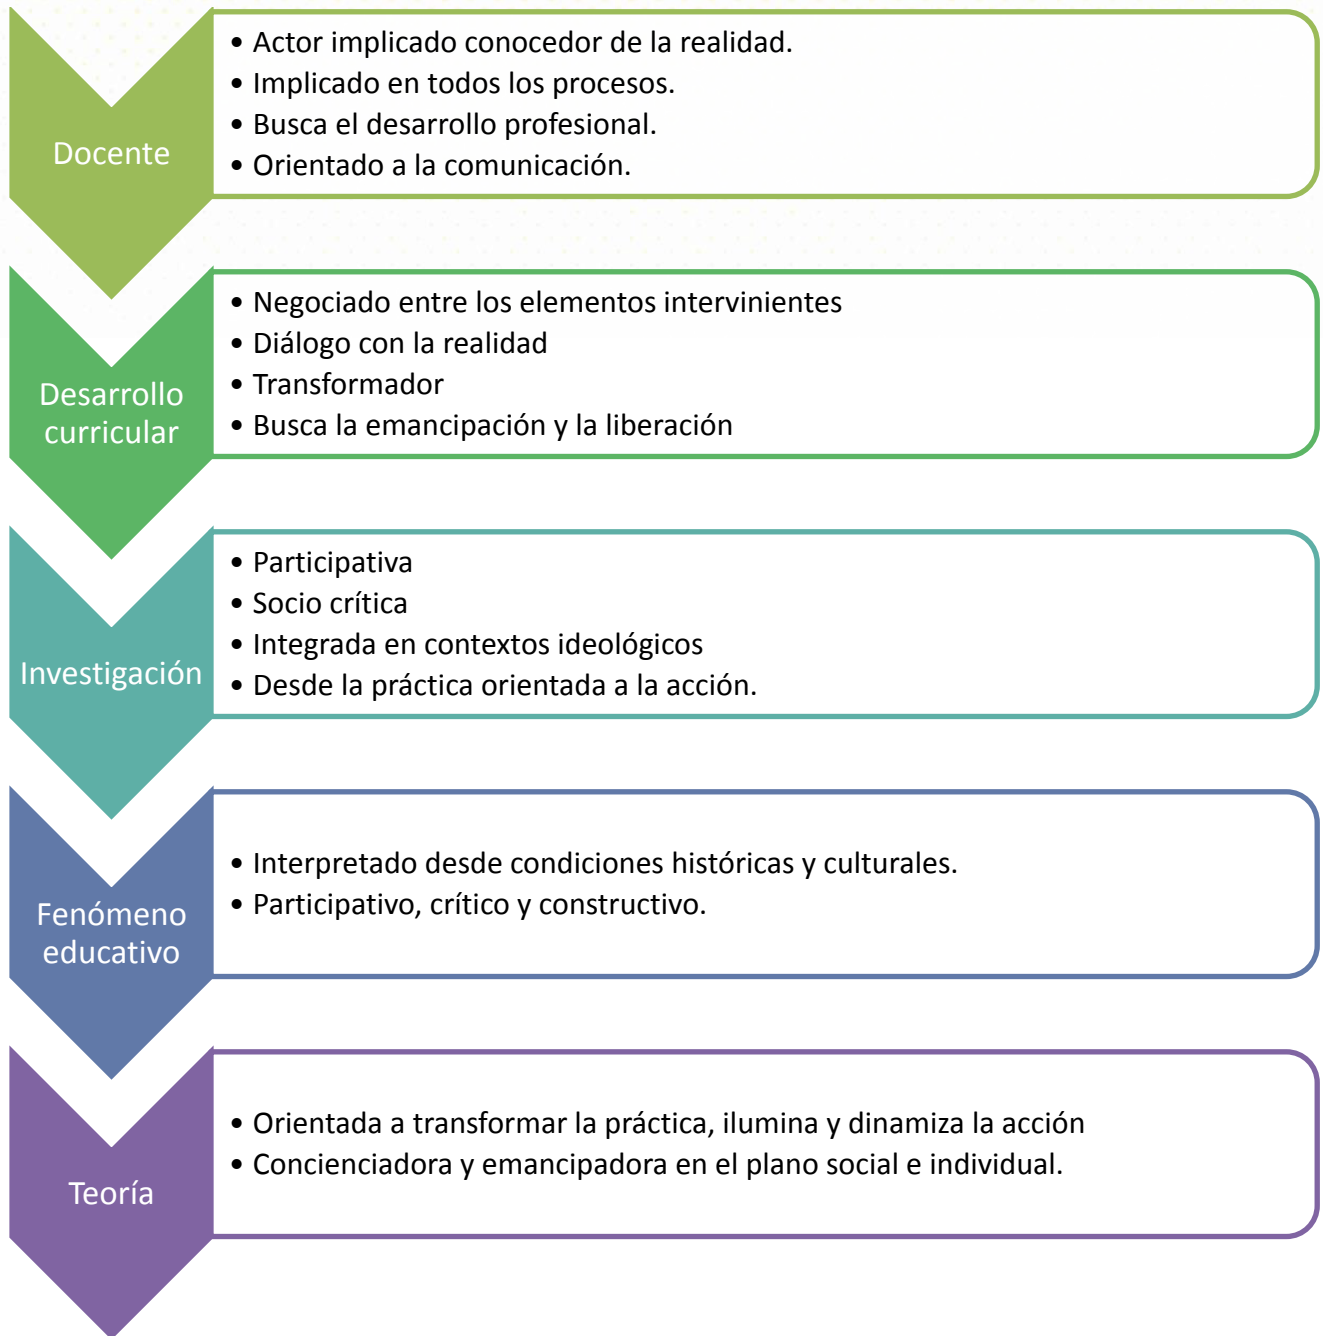 Docente
• Actor implicado conocedor de la realidad.
• Implicado en todos los procesos.
• Busca el desarrollo profesional.
• Orientado a la comunicación.
Desarrollo
curricular
• Negociado entre los elementos intervinientes
• Diálogo con la realidad
• Transformador
• Busca la emancipación y la liberación
Investigación
• Participativa
• Socio crítica
• Integrada en contextos ideológicos
• Desde la práctica orientada a la acción.
Fenómeno
educativo
• Interpretado desde condiciones históricas y culturales.
• Participativo, crítico y constructivo.
Teoría
• Orientada a transformar la práctica, ilumina y dinamiza la acción
• Concienciadora y emancipadora en el plano social e individual.